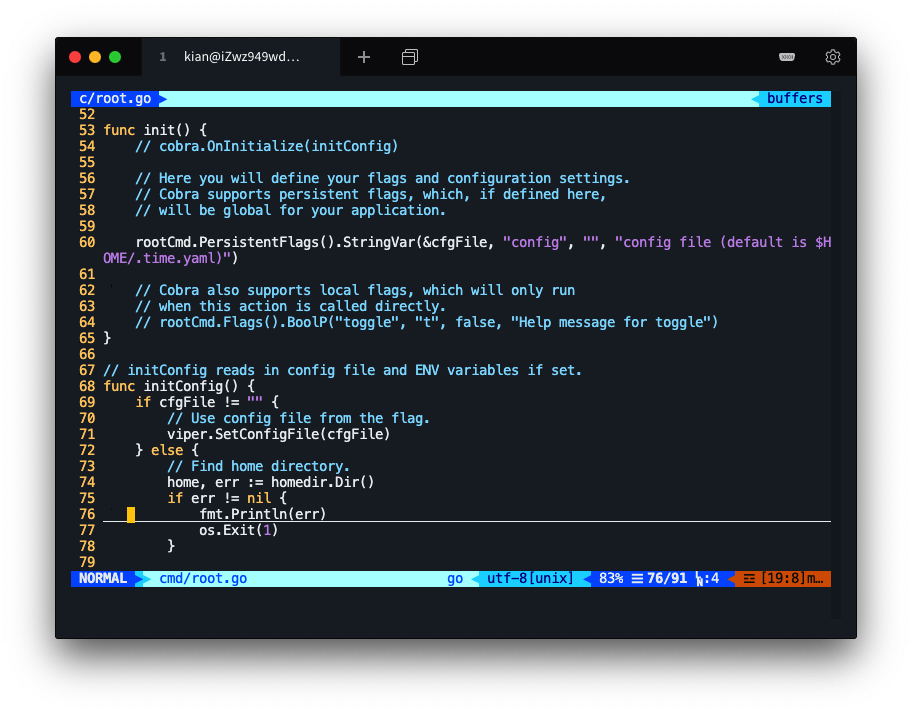 1 kian@iZwz949wd...
c/root.go buffers
52
53 func init() {
54     // cobra.OnInitialize(initConfig)
55
56     // Here you will define your flags and configuration settings.
57     // Cobra supports persistent flags, which, if defined here,
58     // will be global for your application.
59
60     rootCmd.PersistentFlags().StringVar(&cfgFile, "config", "", "config file (default is $H
OME/.time.yaml)")
61
62     // Cobra also supports local flags, which will only run
63     // when this action is called directly.
64     // rootCmd.Flags().BoolP("toggle", "t", false, "Help message for toggle")
65 }
66
67 // initConfig reads in config file and ENV variables if set.
68 func initConfig() {
69     if cfgFile != "" {
70         // Use config file from the flag.
71         viper.SetConfigFile(cfgFile)
72     } else {
73         // Find home directory.
74         home, err := homedir.Dir()
75         if err != nil {
76             fmt.Println(err)
77             os.Exit(1)
78         }
79
NORMAL cmd/root.go go utf-8[unix] 83% ☰ 76/91 :4 [19:8]m…